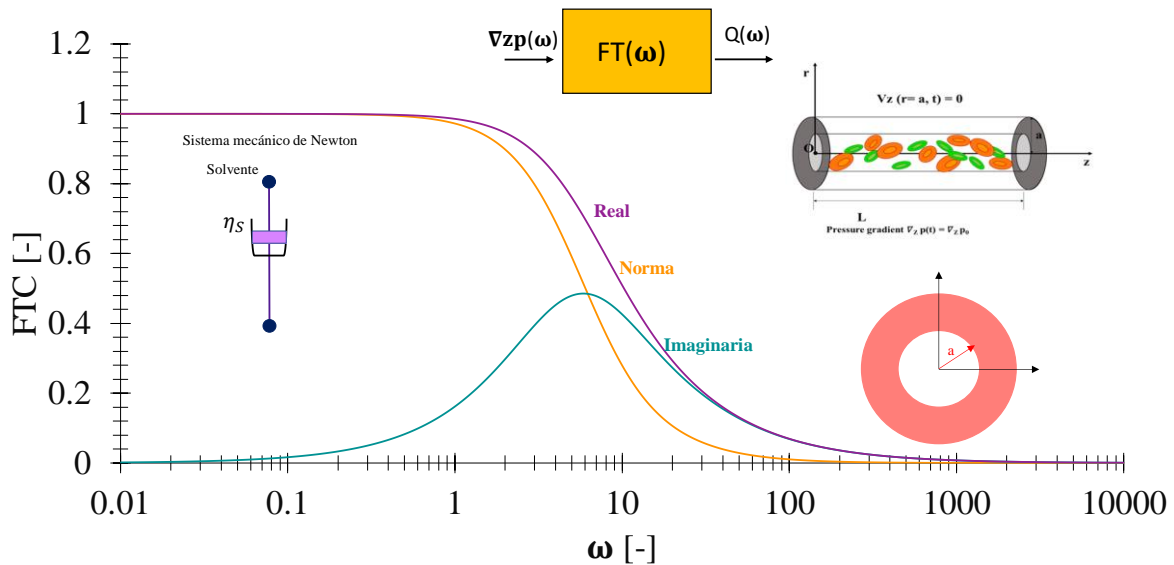 ∇zp(ω)
FT(ω)
Q(ω)
r
Vz (r= a, t) = 0
a
O
z
L
Pressure gradient ∇z p(t) = ∇z p0
Sistema mecánico de Newton
Solvente
ηS
Real
Norma
Imaginaria
a
FTC [-]
1.2
1
0.8
0.6
0.4
0.2
0
0.01 0.1 1 10 100 1000 10000
ω [-]